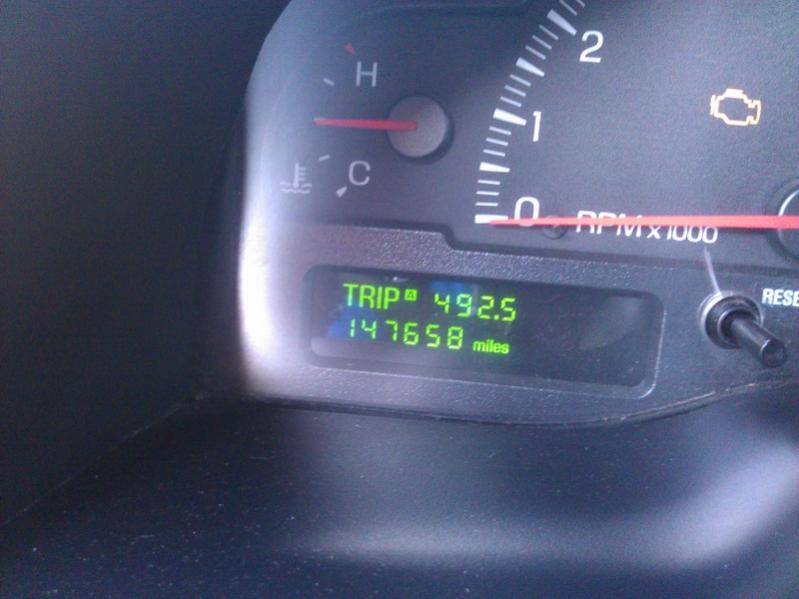 H
2
1
C
0 RPM x 1000
TRIP A 492.5
RESE
147658 miles